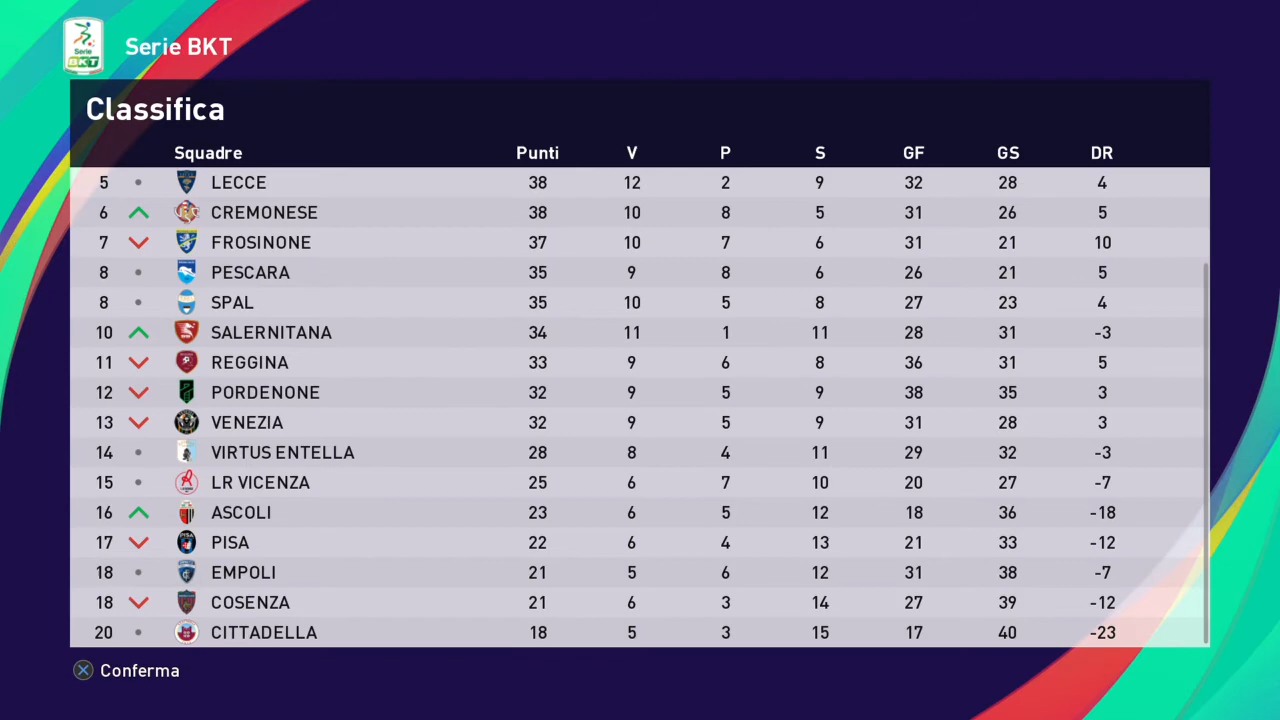 Serie BKT
Serie BKT
Classifica
Squadre Punti V P S GF GS DR
5 LECCE 38 12 2 9 32 28 4
6 CREMONESE 38 10 8 5 31 26 5
7 FROSINONE 37 10 7 6 31 21 10
8 PESCARA 35 9 8 6 26 21 5
8 SPAL 35 10 5 8 27 23 4
10 SALERNITANA 34 11 1 11 28 31 -3
11 REGGINA 33 9 6 8 36 31 5
12 PORDENONE 32 9 5 9 38 35 3
13 VENEZIA 32 9 5 9 31 28 3
14 VIRTUS ENTELLA 28 8 4 11 29 32 -3
15 LR VICENZA 25 6 7 10 20 27 -7
16 ASCOLI 23 6 5 12 18 36 -18
17 PISA 22 6 4 13 21 33 -12
18 EMPOLI 21 5 6 12 31 38 -7
18 COSENZA 21 6 3 14 27 39 -12
20 CITTADELLA 18 5 3 15 17 40 -23
Conferma